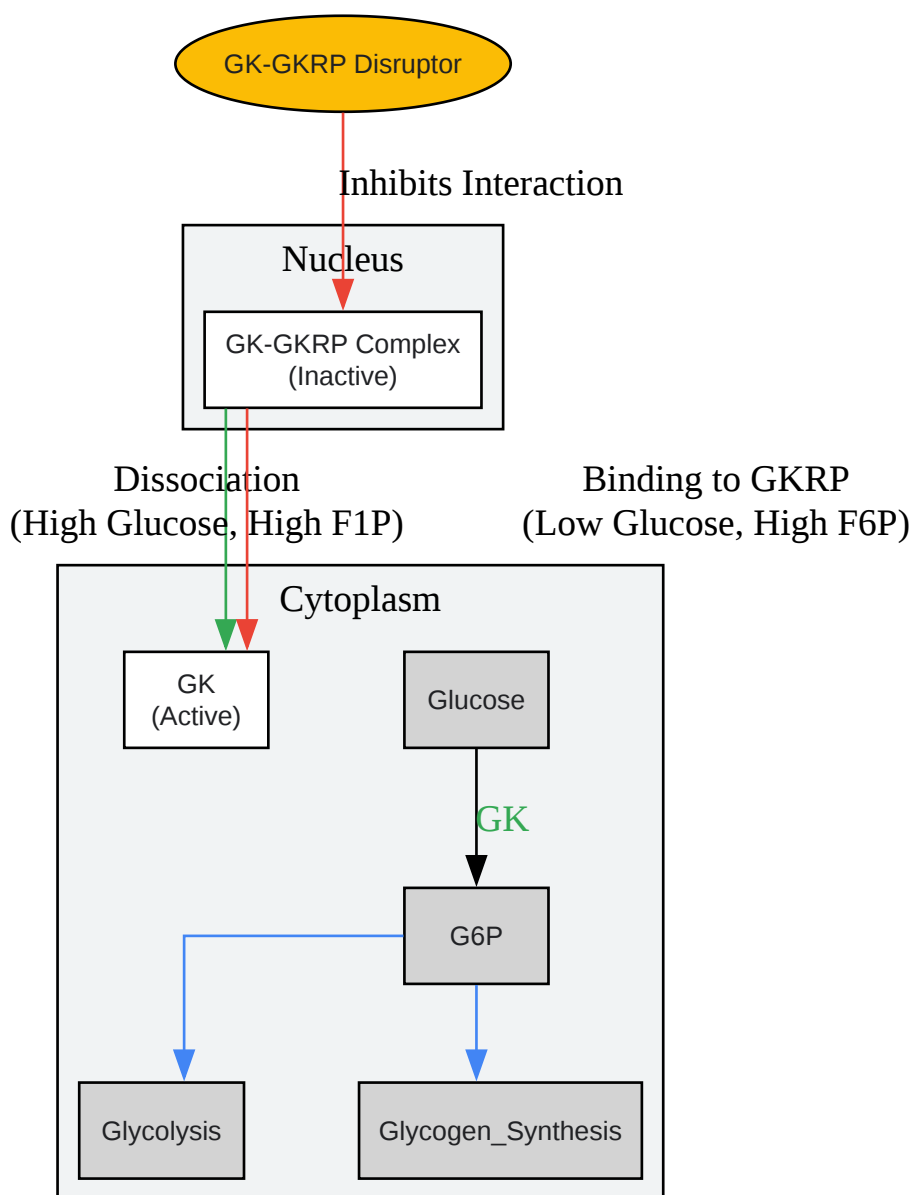 GK-GKRP Disruptor
Inhibits Interaction
Nucleus
GK-GKRP Complex
(Inactive)
Dissociation
(High Glucose, High F1P)
Binding to GKRP
(Low Glucose, High F6P)
Cytoplasm
GK
(Active)
Glucose
GK
G6P
Glycolysis
Glycogen_Synthesis